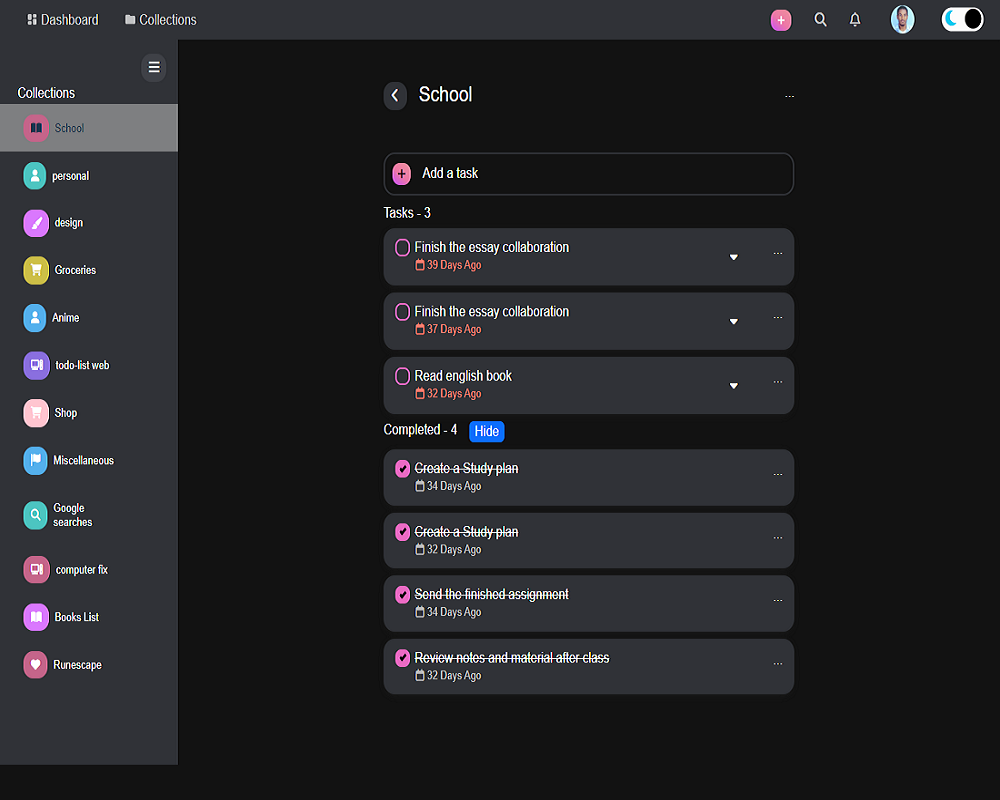 Dashboard Collections
Collections
School
personal
design
Groceries
Anime
todo-list web
Shop
Miscellaneous
Google
searches
computer fix
Books List
Runescape
School
Add a task
Tasks - 3
Finish the essay collaboration
39 Days Ago
Finish the essay collaboration
37 Days Ago
Read english book
32 Days Ago
Completed - 4 Hide
Create a Study plan
34 Days Ago
Create a Study plan
32 Days Ago
Send the finished assignment
34 Days Ago
Review notes and material after class
32 Days Ago